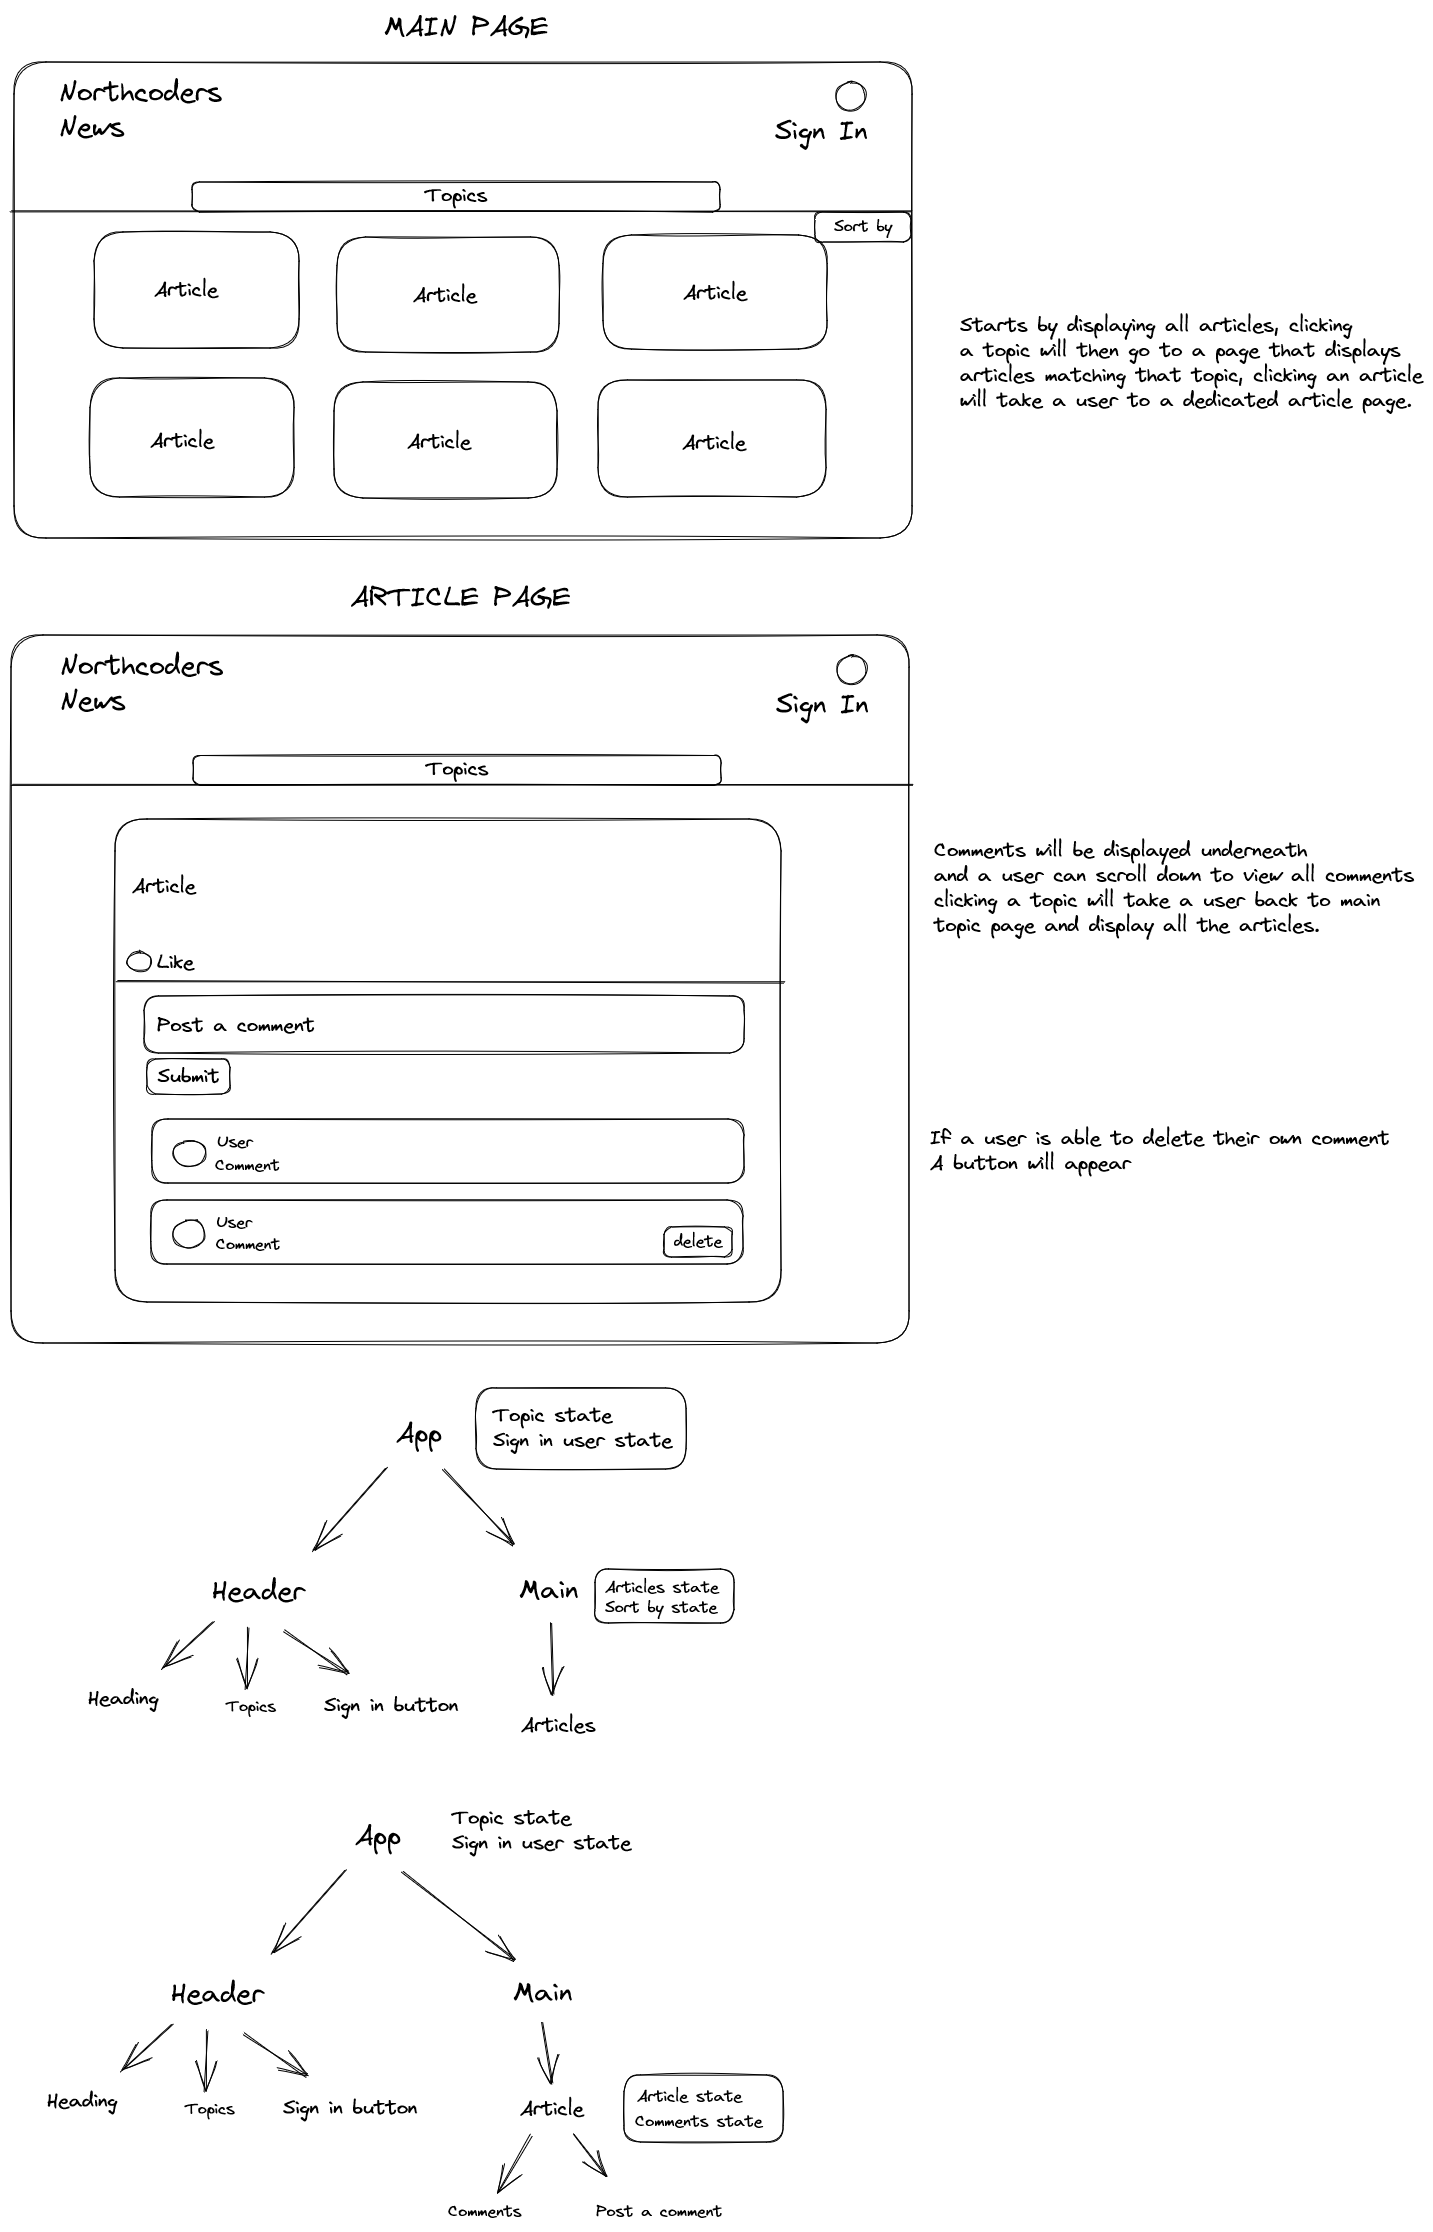 MAIN PAGE
Northcoders
News
Sign In
Topics
Sort by
Article
Article
Article
Article
Article
Article
Starts by displaying all articles, clicking
a topic will then go to a page that displays
articles matching that topic, clicking an article
will take a user to a dedicated article page.
ARTICLE PAGE
Northcoders
News
Sign In
Topics
Article
Like
Comments will be displayed underneath
and a user can scroll down to view all comments
clicking a topic will take a user back to main
topic page and display all the articles.
Post a comment
Submit
User
Comment
User
Comment
delete
If a user is able to delete their own comment
A button will appear
App
Topic state
Sign in user state
Header
Main
Articles state
Sort by state
Heading
Topics
Sign in button
Articles
App
Topic state
Sign in user state
Header
Main
Heading
Topics
Sign in button
Article
Article state
Comments state
Comments
Post a comment